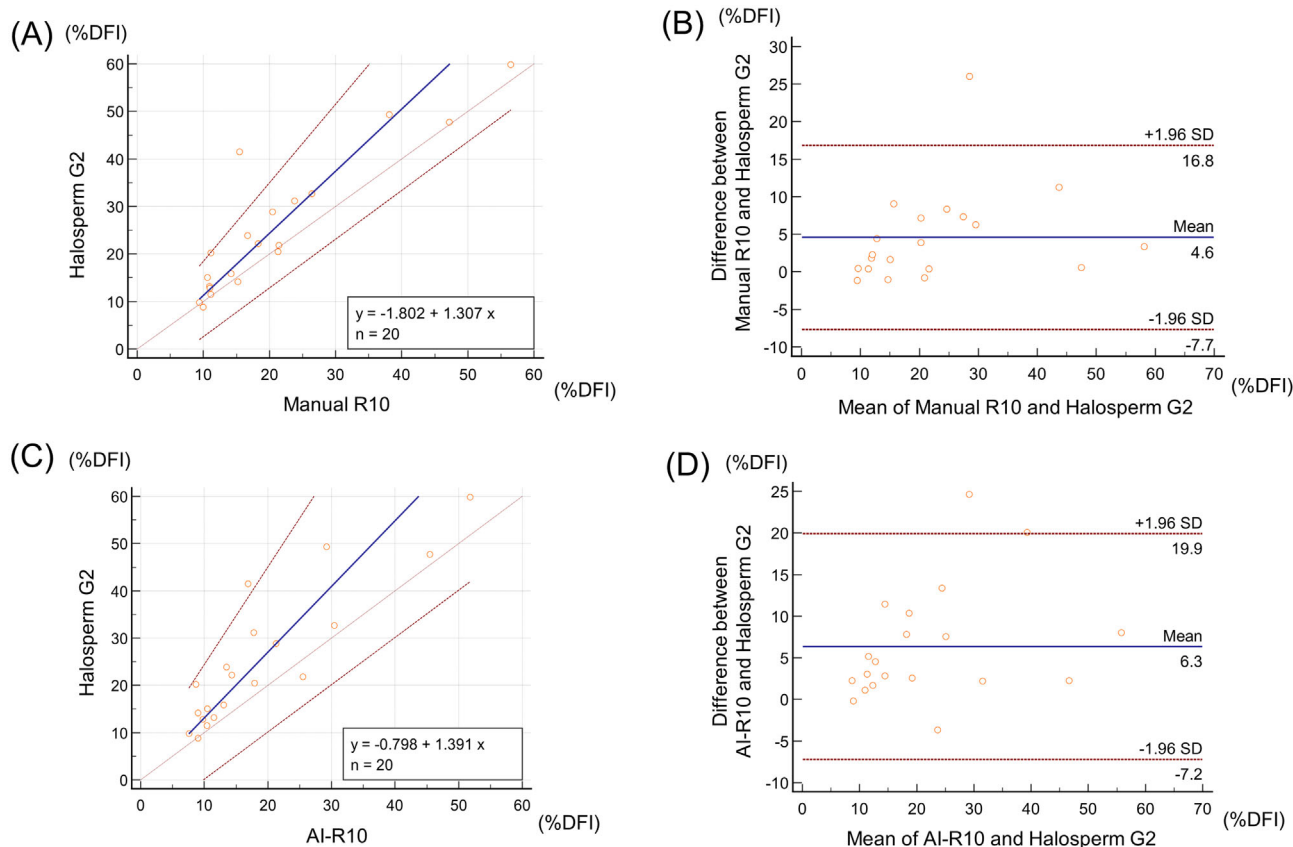 (A)
(%DFI)
60
50
40
30
20
10
0
Halosperm G2
y = -1.802 + 1.307 x
n = 20
0 10 20 30 40 50 60
(%DFI)
Manual R10
(B)
(%DFI)
30
25
20
15
10
5
0
-5
-10
Difference between
Manual R10 and Halosperm G2
+1.96 SD
16.8
Mean
4.6
-1.96 SD
-7.7
0 10 20 30 40 50 60 70
(%DFI)
Mean of Manual R10 and Halosperm G2
(C)
(%DFI)
60
50
40
30
20
10
0
Halosperm G2
y = -0.798 + 1.391 x
n = 20
0 10 20 30 40 50 60
(%DFI)
AI-R10
(D)
(%DFI)
25
20
15
10
5
0
-5
-10
Difference between
AI-R10 and Halosperm G2
+1.96 SD
19.9
Mean
6.3
-1.96 SD
-7.2
0 10 20 30 40 50 60 70
(%DFI)
Mean of AI-R10 and Halosperm G2